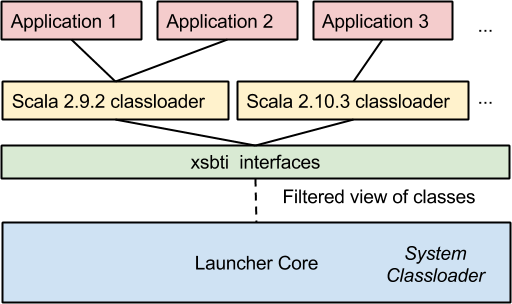 Application 1
Application 2
Application 3
...
Scala 2.9.2 classloader
Scala 2.10.3 classloader
...
xsbti interfaces
Filtered view of classes
Launcher Core
System
Classloader